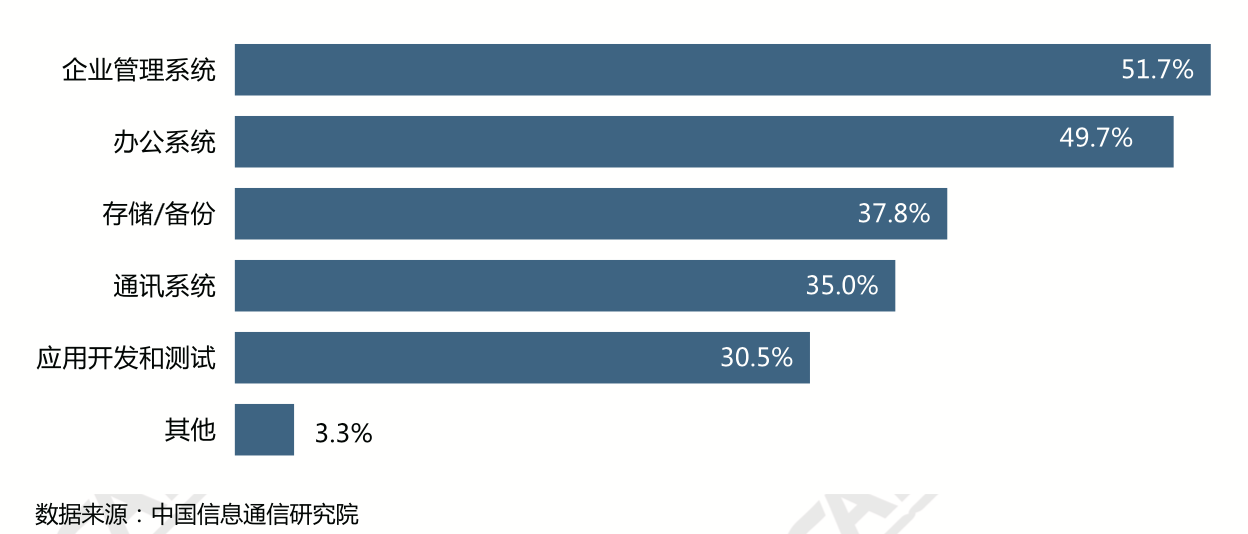 企业管理系统 51.7%
办公系统 49.7%
存储/备份 37.8%
通讯系统 35.0%
应用开发和测试 30.5%
其他 3.3%
数据来源：中国信息通信研究院